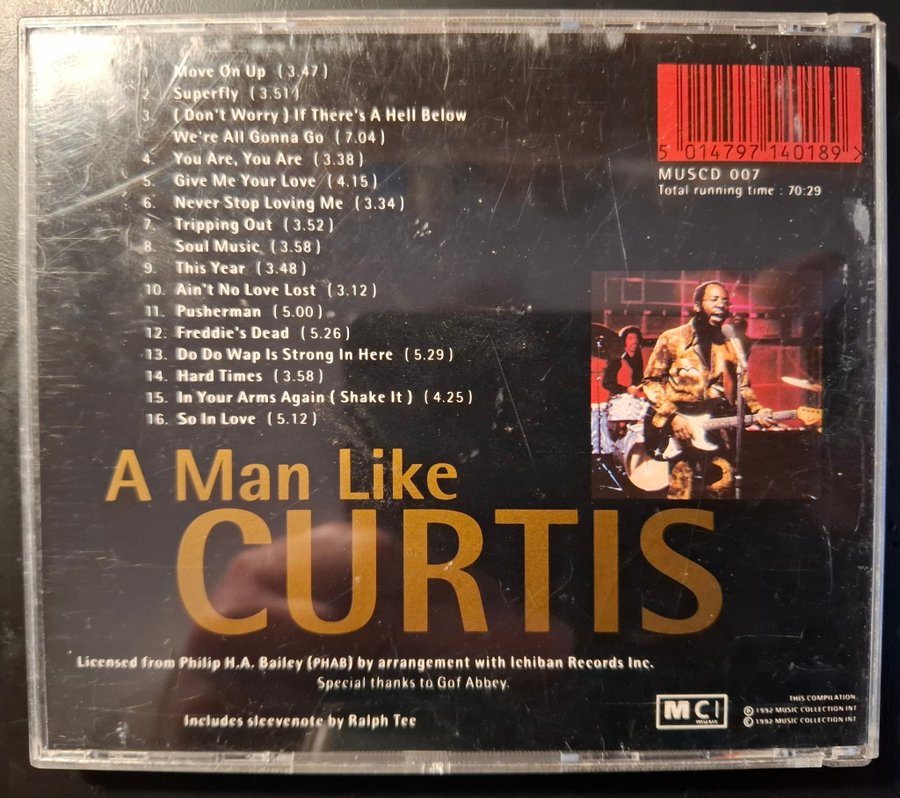 1. Move On Up (3.47)
2. Superfly (3.51)
3. (Don't Worry) If There's A Hell Below
We're All Gonna Go (7.04)
4. You Are, You Are (3.38)
5. Give Me Your Love (4.15)
6. Never Stop Loving Me (3.34)
7. Tripping Out (3.52)
8. Soul Music (3.58)
9. This Year (3.48)
10. Ain't No Love Lost (3.12)
11. Pusherman (5.00)
12. Freddie's Dead (5.26)
13. Do Do Wap Is Strong In Here (5.29)
14. Hard Times (3.58)
15. In Your Arms Again (Shake It) (4.25)
16. So In Love (5.12)
5 014797 140189 >
MUSCD 007
Total running time : 70:29
A Man Like
CURTIS
Licensed from Philip H.A. Bailey (PHAB) by arrangement with Ichiban Records Inc.
Special thanks to Gof Abbey.
Includes sleevenote by Ralph Tee
MCI
MUSIC
THIS COMPILATION
℗ 1992 MUSIC COLLECTION INT
© 1992 MUSIC COLLECTION INT